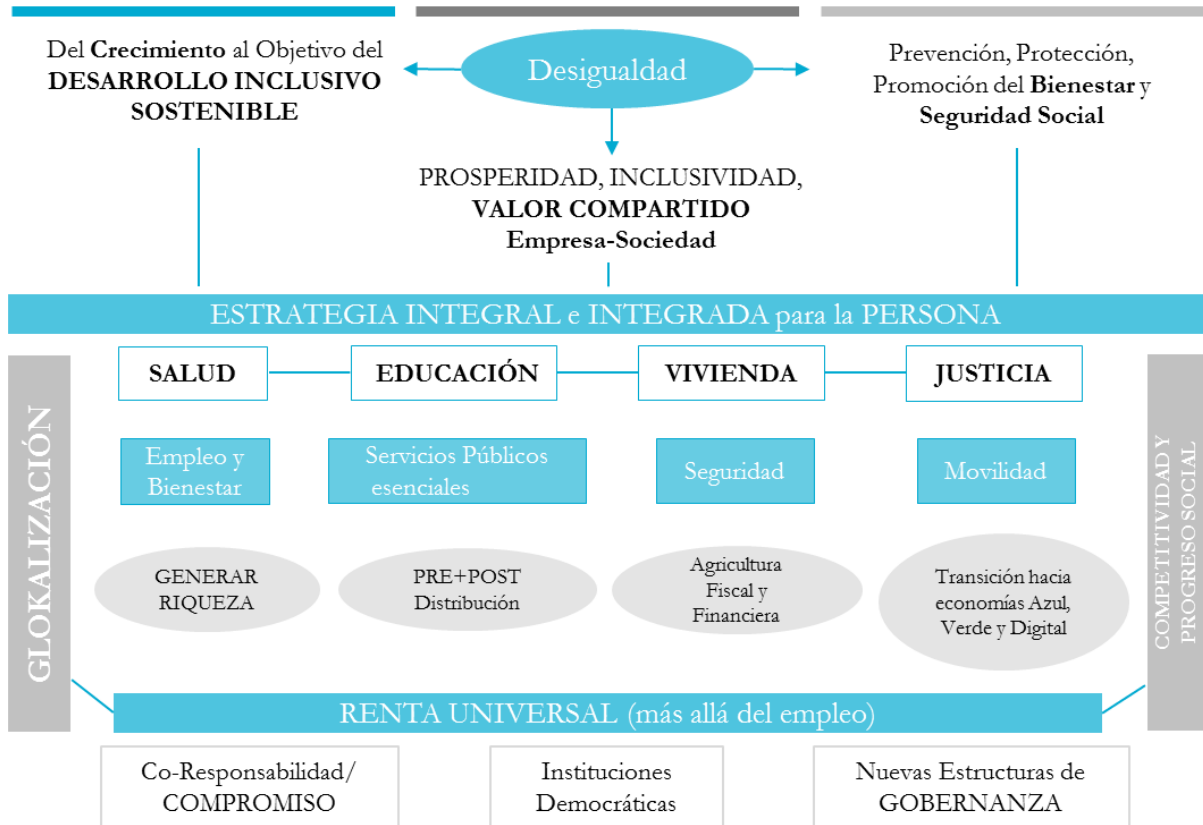 Del Crecimiento al Objetivo del
DESARROLLO INCLUSIVO
SOSTENIBLE
Desigualdad
Prevención, Protección,
Promoción del Bienestar y
Seguridad Social
PROSPERIDAD, INCLUSIVIDAD,
VALOR COMPARTIDO
Empresa-Sociedad
ESTRATEGIA INTEGRAL e INTEGRADA para la PERSONA
GLOKALIZACIÓN
SALUD
EDUCACIÓN
VIVIENDA
JUSTICIA
Empleo y
Bienestar
Servicios Públicos
esenciales
Seguridad
Movilidad
GENERAR
RIQUEZA
PRE+POST
Distribución
Agricultura
Fiscal y
Financiera
Transición hacia
economías Azul,
Verde y Digital
COMPETITIVIDAD Y
PROGRESO SOCIAL
RENTA UNIVERSAL (más allá del empleo)
Co-Responsabilidad/
COMPROMISO
Instituciones
Democráticas
Nuevas Estructuras de
GOBERNANZA